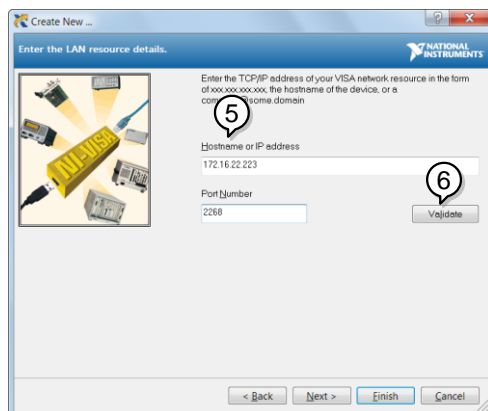 Create New ...
Enter the LAN resource details.
NATIONAL
INSTRUMENTS
Enter the TCP/IP address of your VISA network resource in the form
of xxx.xxx.xxx.xxx, the hostname of the device, or a
some.domain
5
Hostname or IP address
172.16.22.223
6
Port Number
2268
Validate
NI-VISA
< Back
Next >
Finish
Cancel